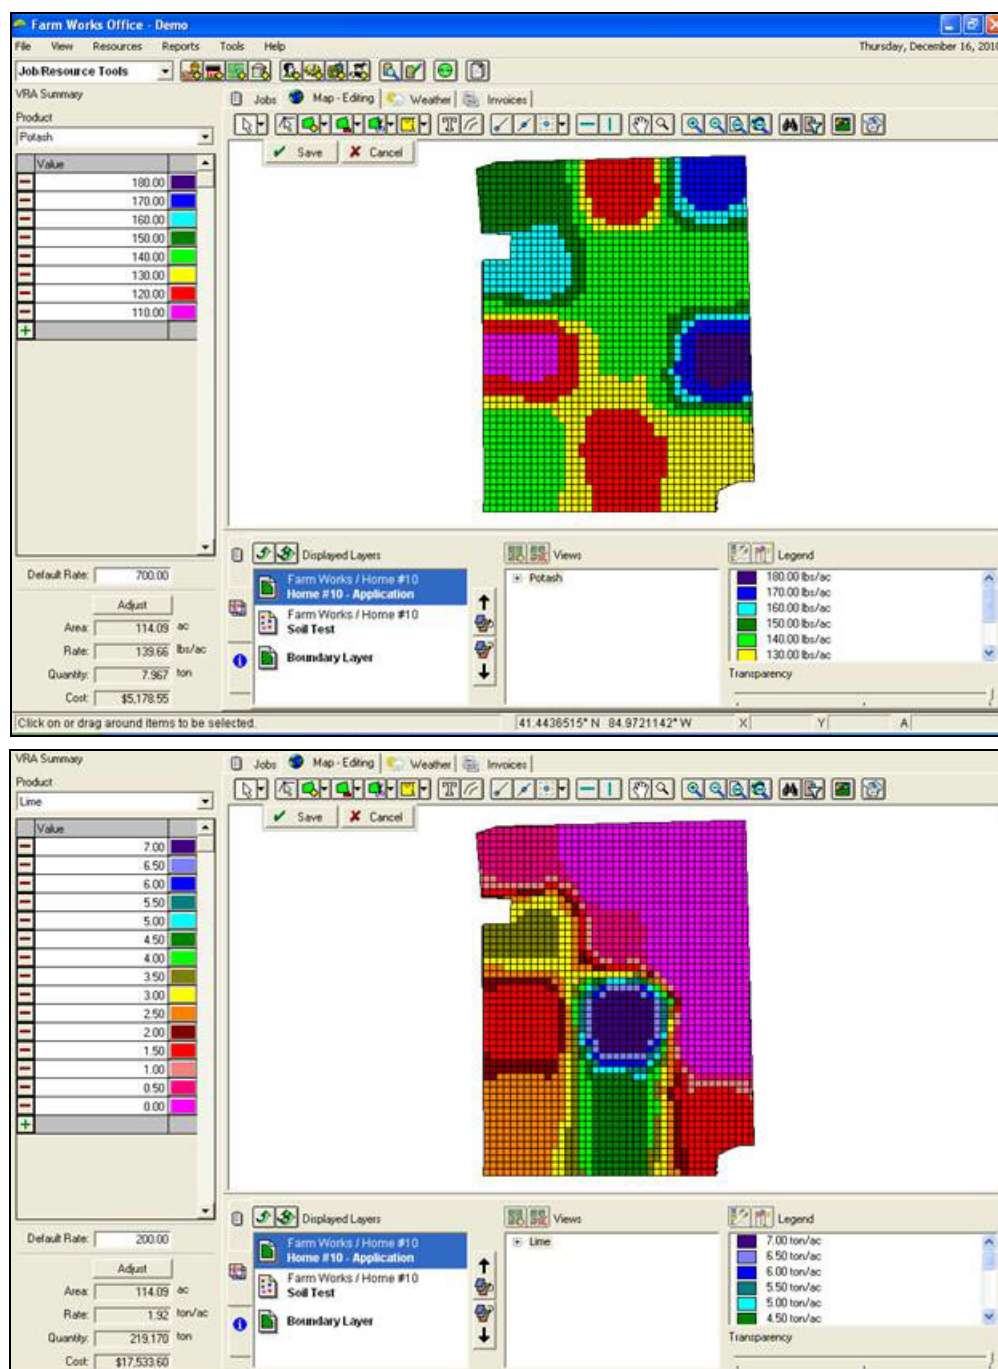 Farm Works Office - Demo
File View Resources Reports Tools Help Thursday, December 16, 2010
Job/Resource Tools
VRA Summary
Jobs Map - Editing Weather Invoices
Product
Potash
Save Cancel
Value
180.00
170.00
160.00
150.00
140.00
130.00
120.00
110.00
Default Rate: 700.00
Adjust
Area: 114.09 ac
Rate: 139.66 lbs/ac
Quantity: 7.967 ton
Cost: $5,178.55
Displayed Layers
Farm Works / Home #10
Home #10 - Application
Farm Works / Home #10
Soil Test
Boundary Layer
Views
Potash
Legend
180.00 lbs/ac
170.00 lbs/ac
160.00 lbs/ac
150.00 lbs/ac
140.00 lbs/ac
130.00 lbs/ac
Transparency
Click on or drag around items to be selected. 41.4436515° N 84.9721142° W X Y A
VRA Summary
Jobs Map - Editing Weather Invoices
Product
Lime
Save Cancel
Value
7.00
6.50
6.00
5.50
5.00
4.50
4.00
3.50
3.00
2.50
2.00
1.50
1.00
0.50
0.00
Default Rate: 200.00
Adjust
Area: 114.09 ac
Rate: 1.92 ton/ac
Quantity: 219.170 ton
Cost: $17,533.60
Displayed Layers
Farm Works / Home #10
Home #10 - Application
Farm Works / Home #10
Soil Test
Boundary Layer
Views
Lime
Legend
7.00 ton/ac
6.50 ton/ac
6.00 ton/ac
5.50 ton/ac
5.00 ton/ac
4.50 ton/ac
Transparency